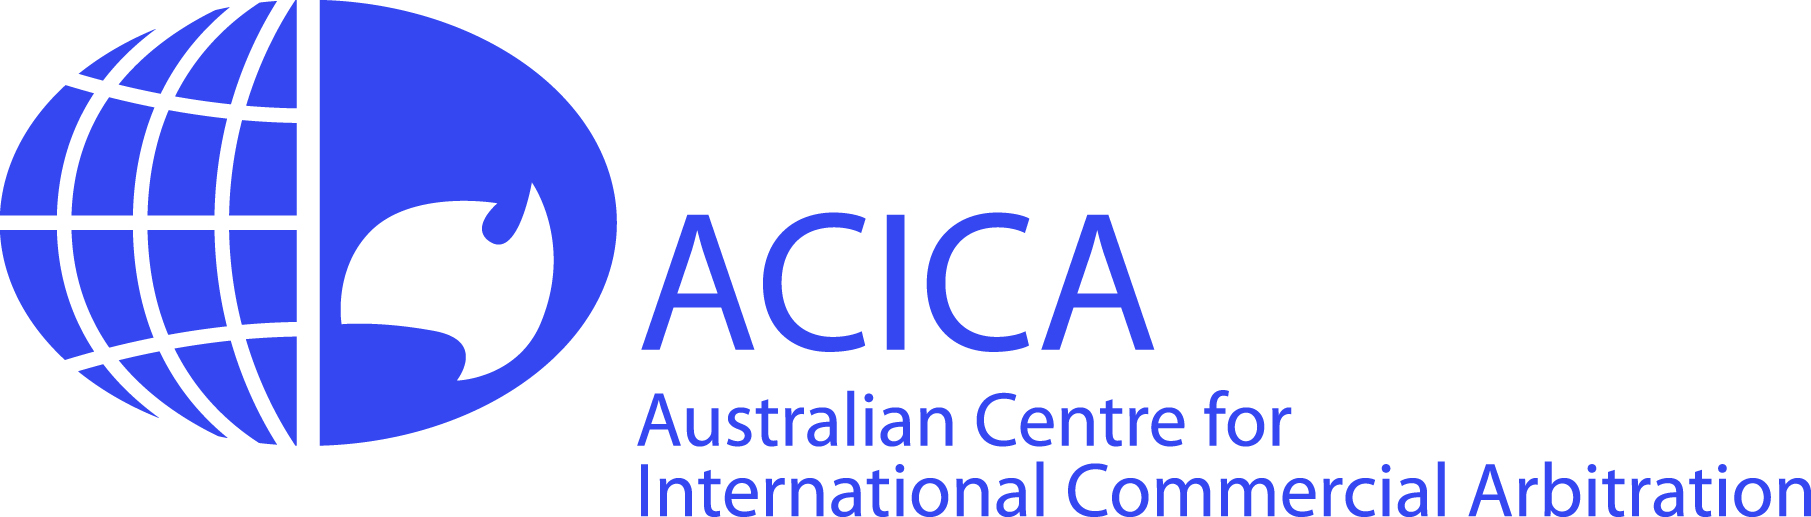 ACICA
Australian Centre for
International Commercial Arbitration